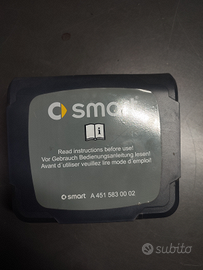 smart
Read instructions before use!
Vor Gebrauch Bedienungsanleitung lesen!
Avant d´utiliser veuillez lire mode d´emploi!
smart A 451 583 00 02
subito